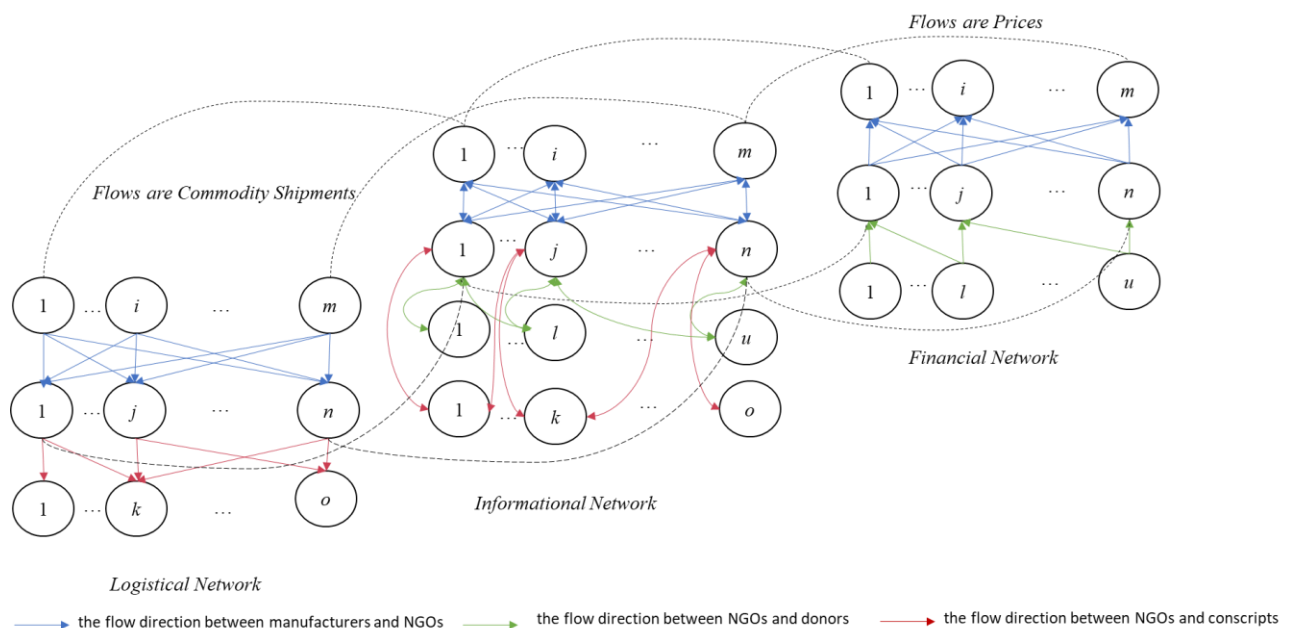 Flows are Prices
1 ... i ... m
1 ... i ... m
Flows are Commodity Shipments
1 ... j ... n
1 ... j ... n
1 ... i ... m
1 ... l ... u
1 ... l ... u
Financial Network
1 ... j ... n
1 ... k ... o
Informational Network
1 ... k ... o
Logistical Network
the flow direction between manufacturers and NGOs
the flow direction between NGOs and donors
the flow direction between NGOs and conscripts